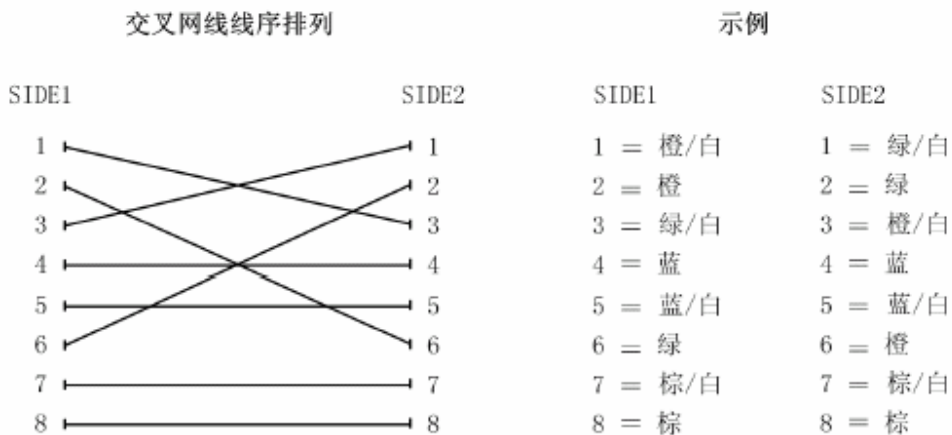 交叉网线线序排列 示例
SIDE1 SIDE2 SIDE1 SIDE2
1 1 1 = 橙/白 1 = 绿/白
2 2 2 = 橙 2 = 绿
3 3 3 = 绿/白 3 = 橙/白
4 4 4 = 蓝 4 = 蓝
5 5 5 = 蓝/白 5 = 蓝/白
6 6 6 = 绿 6 = 橙
7 7 7 = 棕/白 7 = 棕/白
8 8 8 = 棕 8 = 棕